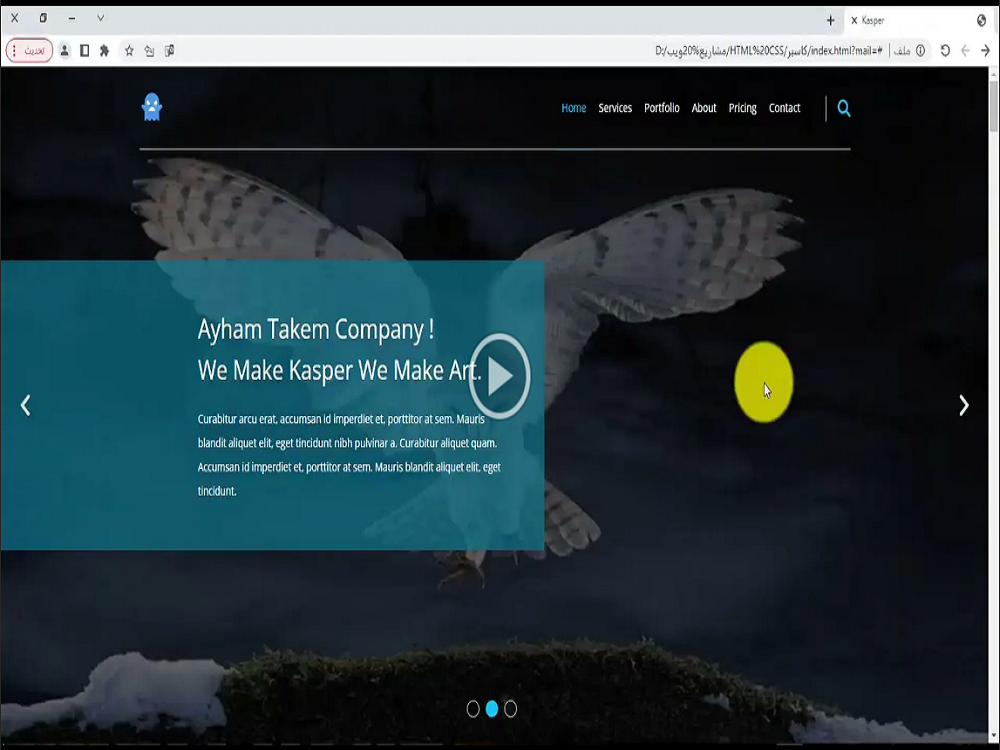 Kasper
تحديث
ملف
D:/مشاريع%20ويب/HTML%20CSS/كاسبر/index.html?mail=#
Home Services Portfolio About Pricing Contact
Ayham Takem Company !
We Make Kasper We Make Art.
Curabitur arcu erat, accumsan id imperdiet et, porttitor at sem. Mauris
blandit aliquet elit, eget tincidunt nibh pulvinar a. Curabitur aliquet quam.
Accumsan id imperdiet et, porttitor at sem. Mauris blandit aliquet elit, eget
tincidunt.